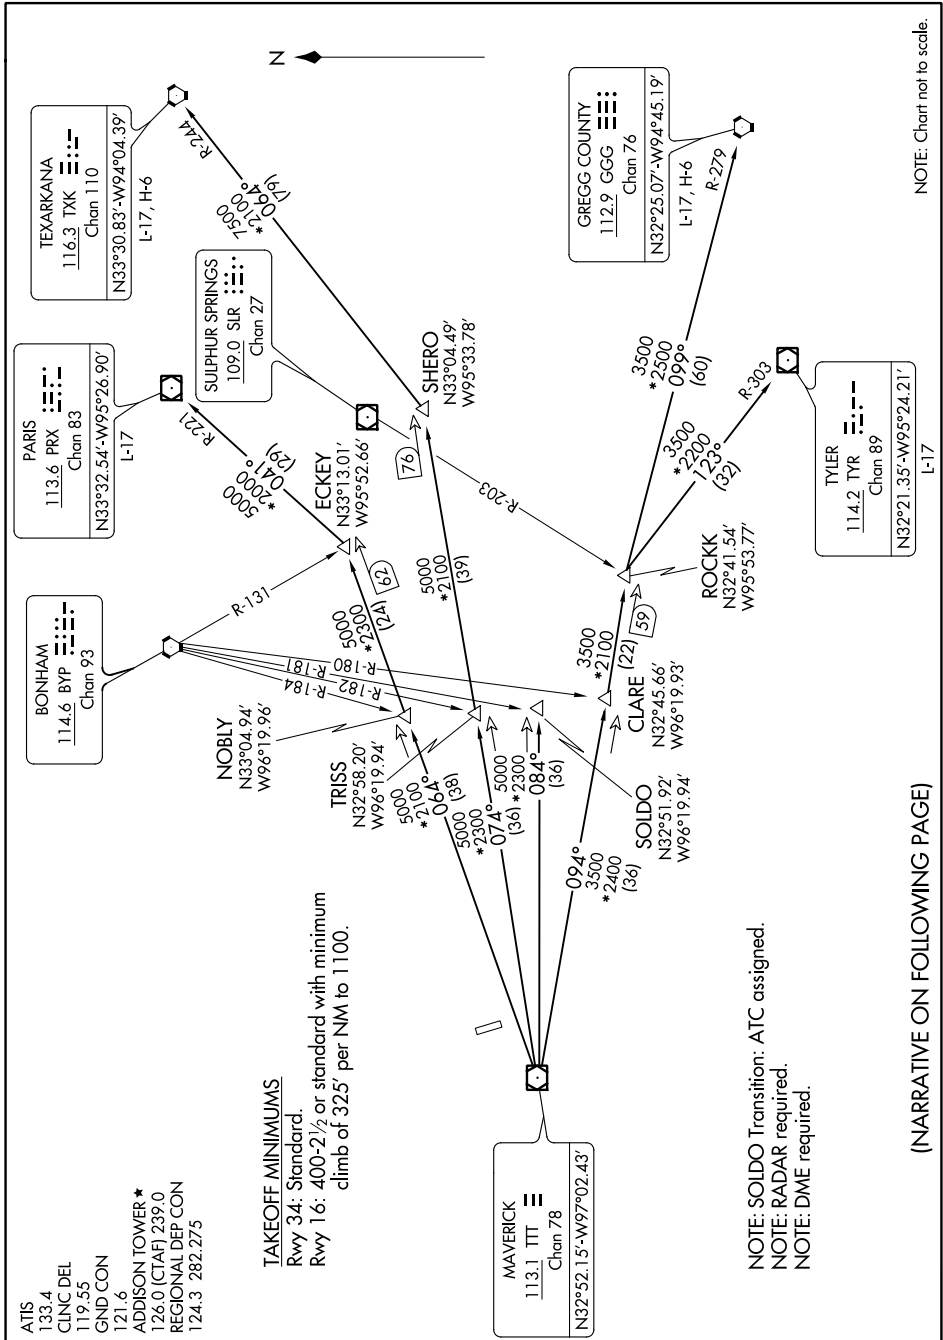 ATIS
133.4
CLNC DEL
119.55
GND CON
121.6
ADDISON TOWER ★
126.0 (CTAF) 239.0
REGIONAL DEP CON
124.3 282.275
TAKEOFF MINIMUMS
Rwy 34: Standard.
Rwy 16: 400-2½ or standard with minimum
climb of 325' per NM to 1100.
BONHAM
114.6 BYP
Chan 93
PARIS
113.6 PRX
Chan 83
N33°32.54'-W95°26.90'
L-17
TEXARKANA
116.3 TXK
Chan 110
N33°30.83'-W94°04.39'
L-17, H-6
SULPHUR SPRINGS
109.0 SLR
Chan 27
N
R-244
7500
*2100
064°
(79)
R-221
5000
*2000
041°
(29)
ECKEY
N33°13.01'
W95°52.66'
SHERO
N33°04.49'
W95°33.78'
R-131
R-184
R-182
R-181
R-180
R-203
NOBLY
N33°04.94'
W96°19.96'
TRISS
N32°58.20'
W96°19.94'
5000
*2300
(24)
62
5000
*2100
(39)
76
5000
*2100
064°
(38)
5000
*2300
074°
(36)
5000
*2300
084°
(36)
094°
3500
*2400
(36)
SOLDO
N32°51.92'
W96°19.94'
CLARE
N32°45.66'
W96°19.93'
3500
*2100
(22)
59
ROCKK
N32°41.54'
W95°53.77'
3500
*2500
099°
(60)
R-279
3500
*2200
123°
(32)
R-303
GREGG COUNTY
112.9 GGG
Chan 76
N32°25.07'-W94°45.19'
L-17, H-6
TYLER
114.2 TYR
Chan 89
N32°21.35'-W95°24.21'
L-17
MAVERICK
113.1 TTT
Chan 78
N32°52.15'-W97°02.43'
NOTE: SOLDO Transition: ATC assigned.
NOTE: RADAR required.
NOTE: DME required.
NOTE: Chart not to scale.
(NARRATIVE ON FOLLOWING PAGE)